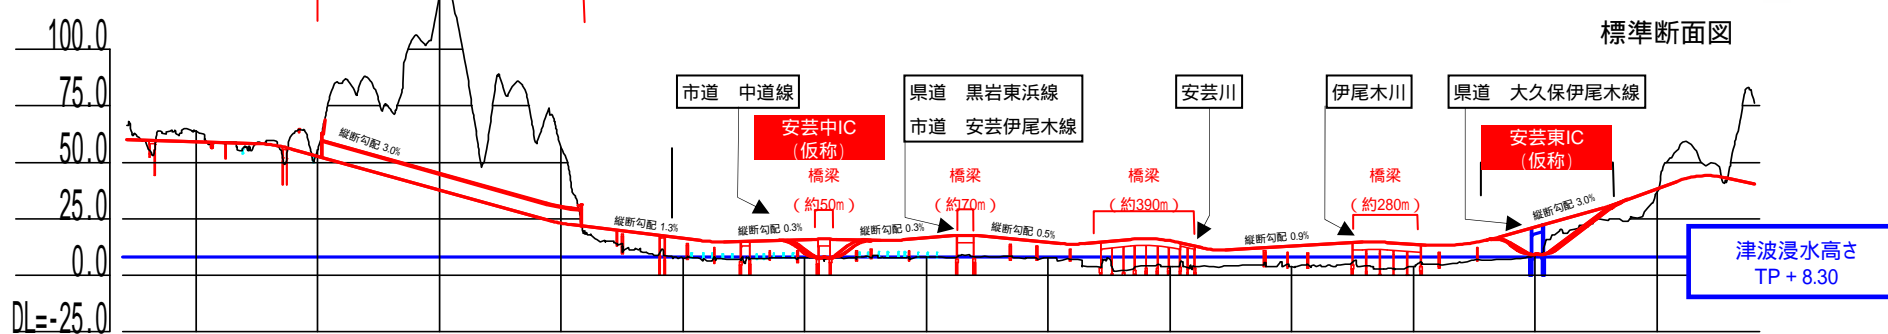 標準断面図
100.0
75.0
50.0
25.0
0.0
DL=-25.0
市道　中道線
県道　黒岩東浜線
市道　安芸伊尾木線
安芸川
伊尾木川
県道　大久保伊尾木線
安芸中IC
(仮称)
安芸東IC
(仮称)
橋梁
(約50m)
橋梁
(約70m)
橋梁
(約390m)
橋梁
(約280m)
縦断勾配 3.0%
縦断勾配 1.3%
縦断勾配 0.3%
縦断勾配 0.3%
縦断勾配 0.5%
縦断勾配 0.9%
縦断勾配 3.0%
津波浸水高さ
TP + 8.30